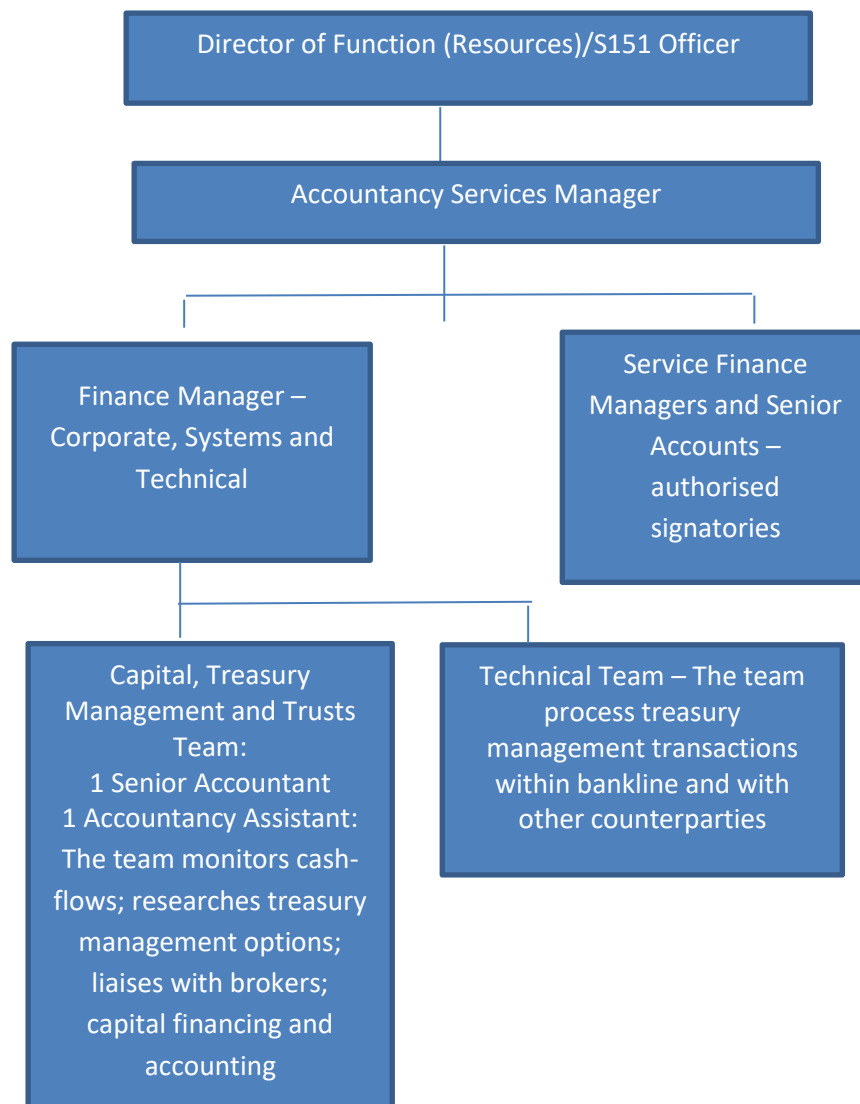 Director of Function (Resources)/S151 Officer
Accountancy Services Manager
Finance Manager –
Corporate, Systems and
Technical
Service Finance
Managers and Senior
Accounts –
authorised
signatories
Capital, Treasury
Management and Trusts
Team:
1 Senior Accountant
1 Accountancy Assistant:
The team monitors cash-
flows; researches treasury
management options;
liaises with brokers;
capital financing and
accounting
Technical Team – The team
process treasury
management transactions
within bankline and with
other counterparties